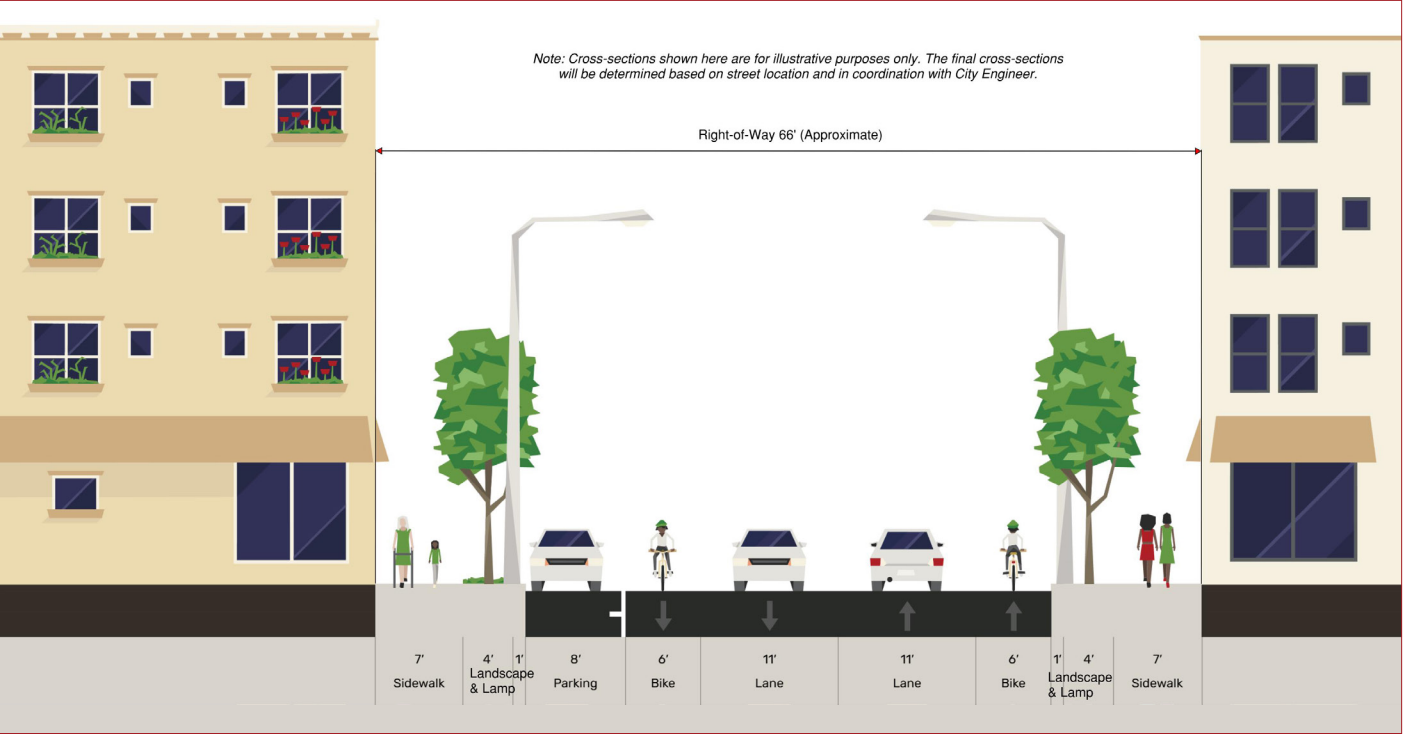 Note: Cross-sections shown here are for illustrative purposes only. The final cross-sections
will be determined based on street location and in coordination with City Engineer.
Right-of-Way 66' (Approximate)
7' 4' 1' 8' 6' 11' 11' 6' 1' 4' 7'
Sidewalk Landscape & Lamp Parking Bike Lane Lane Bike Landscape & Lamp Sidewalk